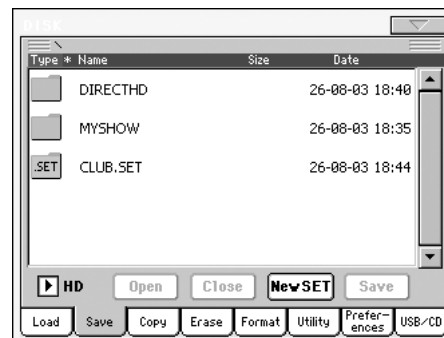 DISK
Type * Name Size Date
DIRECTHD 26-08-03 18:40
MYSHOW 26-08-03 18:35
.SET CLUB.SET 26-08-03 18:44
HD Open Close New SET Save
Load Save Copy Erase Format Utility Prefer-ences USB/CD